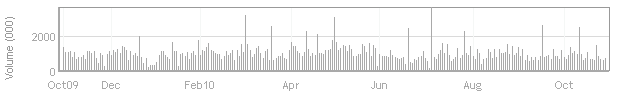 Volume (000)
2000
0
Oct09 Dec Feb10 Apr Jun Aug Oct